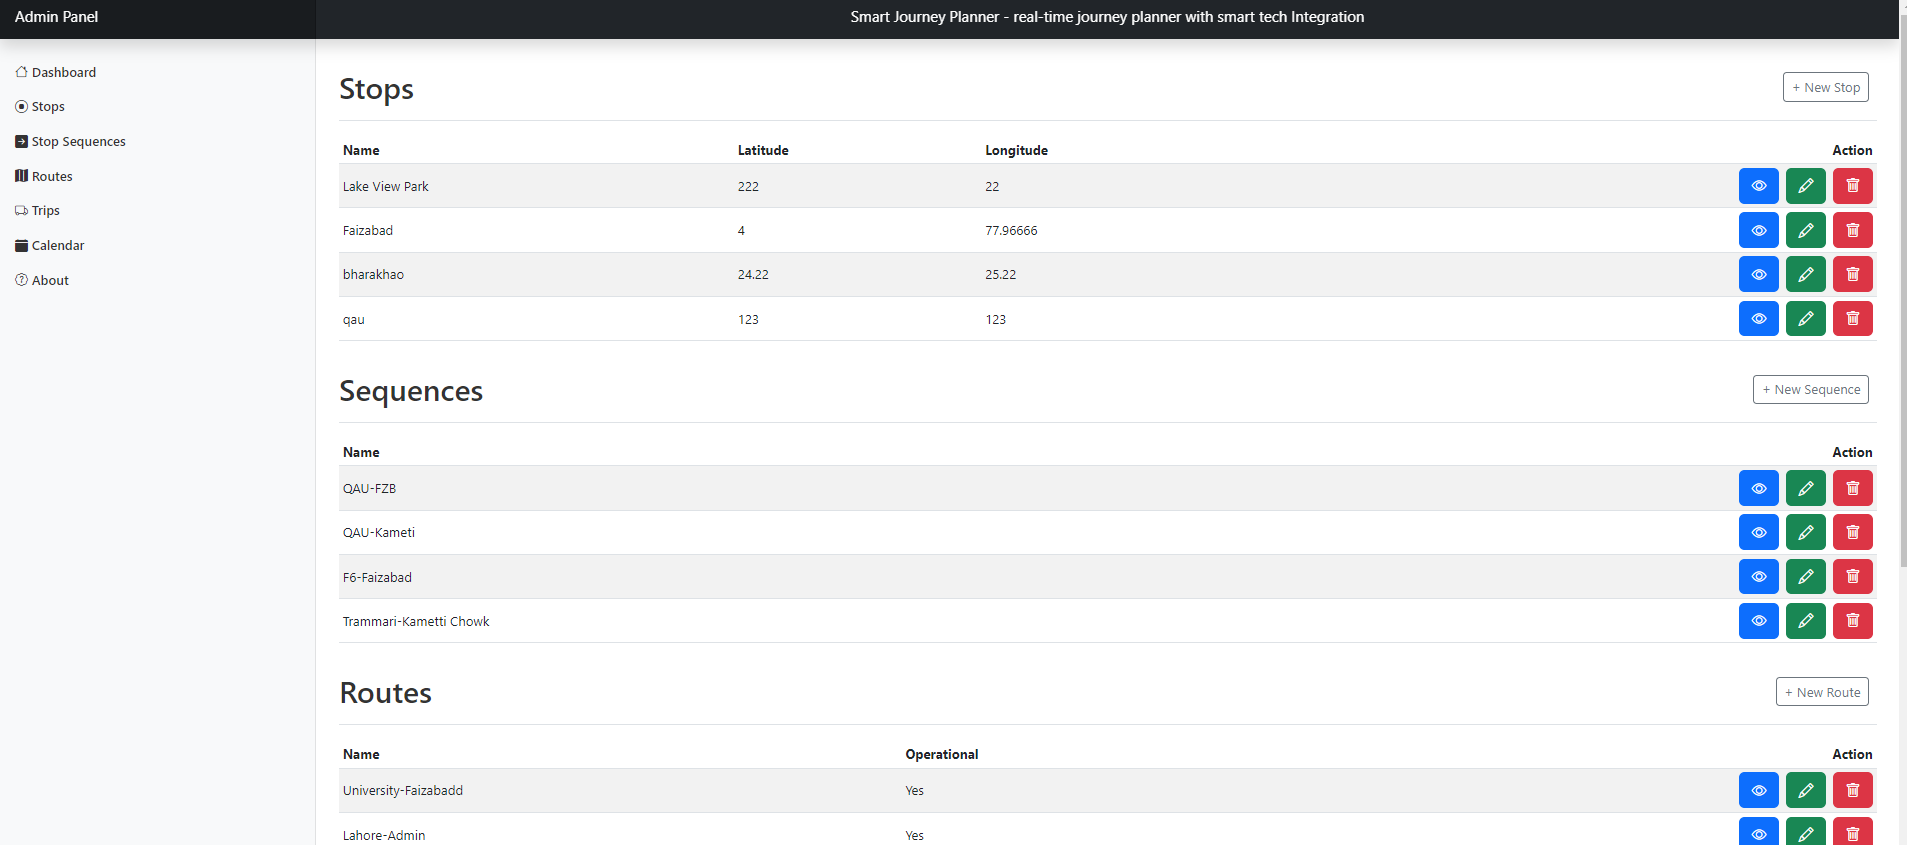 Admin Panel
Smart Journey Planner - real-time journey planner with smart tech Integration
Dashboard
Stops
Stop Sequences
Routes
Trips
Calendar
About
Stops
+ New Stop
Name Latitude Longitude Action
Lake View Park 222 22
Faizabad 4 77.96666
bharakhao 24.22 25.22
qau 123 123
Sequences
+ New Sequence
Name Action
QAU-FZB
QAU-Kameti
F6-Faizabad
Trammari-Kametti Chowk
Routes
+ New Route
Name Operational Action
University-Faizabadd Yes
Lahore-Admin Yes